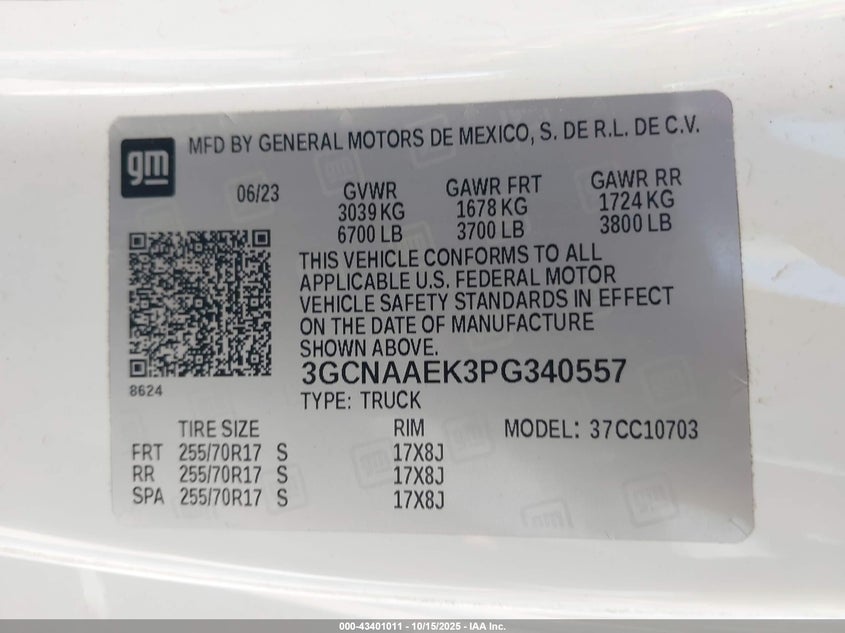 gm
MFD BY GENERAL MOTORS DE MEXICO, S. DE R.L. DE C.V.
06/23 GVWR GAWR FRT GAWR RR
3039 KG 1678 KG 1724 KG
6700 LB 3700 LB 3800 LB
THIS VEHICLE CONFORMS TO ALL
APPLICABLE U.S. FEDERAL MOTOR
VEHICLE SAFETY STANDARDS IN EFFECT
ON THE DATE OF MANUFACTURE
SHOWN ABOVE.
3GCNAAEK3PG340557
8624
TYPE: TRUCK
TIRE SIZE RIM MODEL: 37CC10703
FRT 255/70R17 S 17X8J
RR 255/70R17 S 17X8J
SPA 255/70R17 S 17X8J
000-43401011 - 10/15/2025 - IAA Inc.